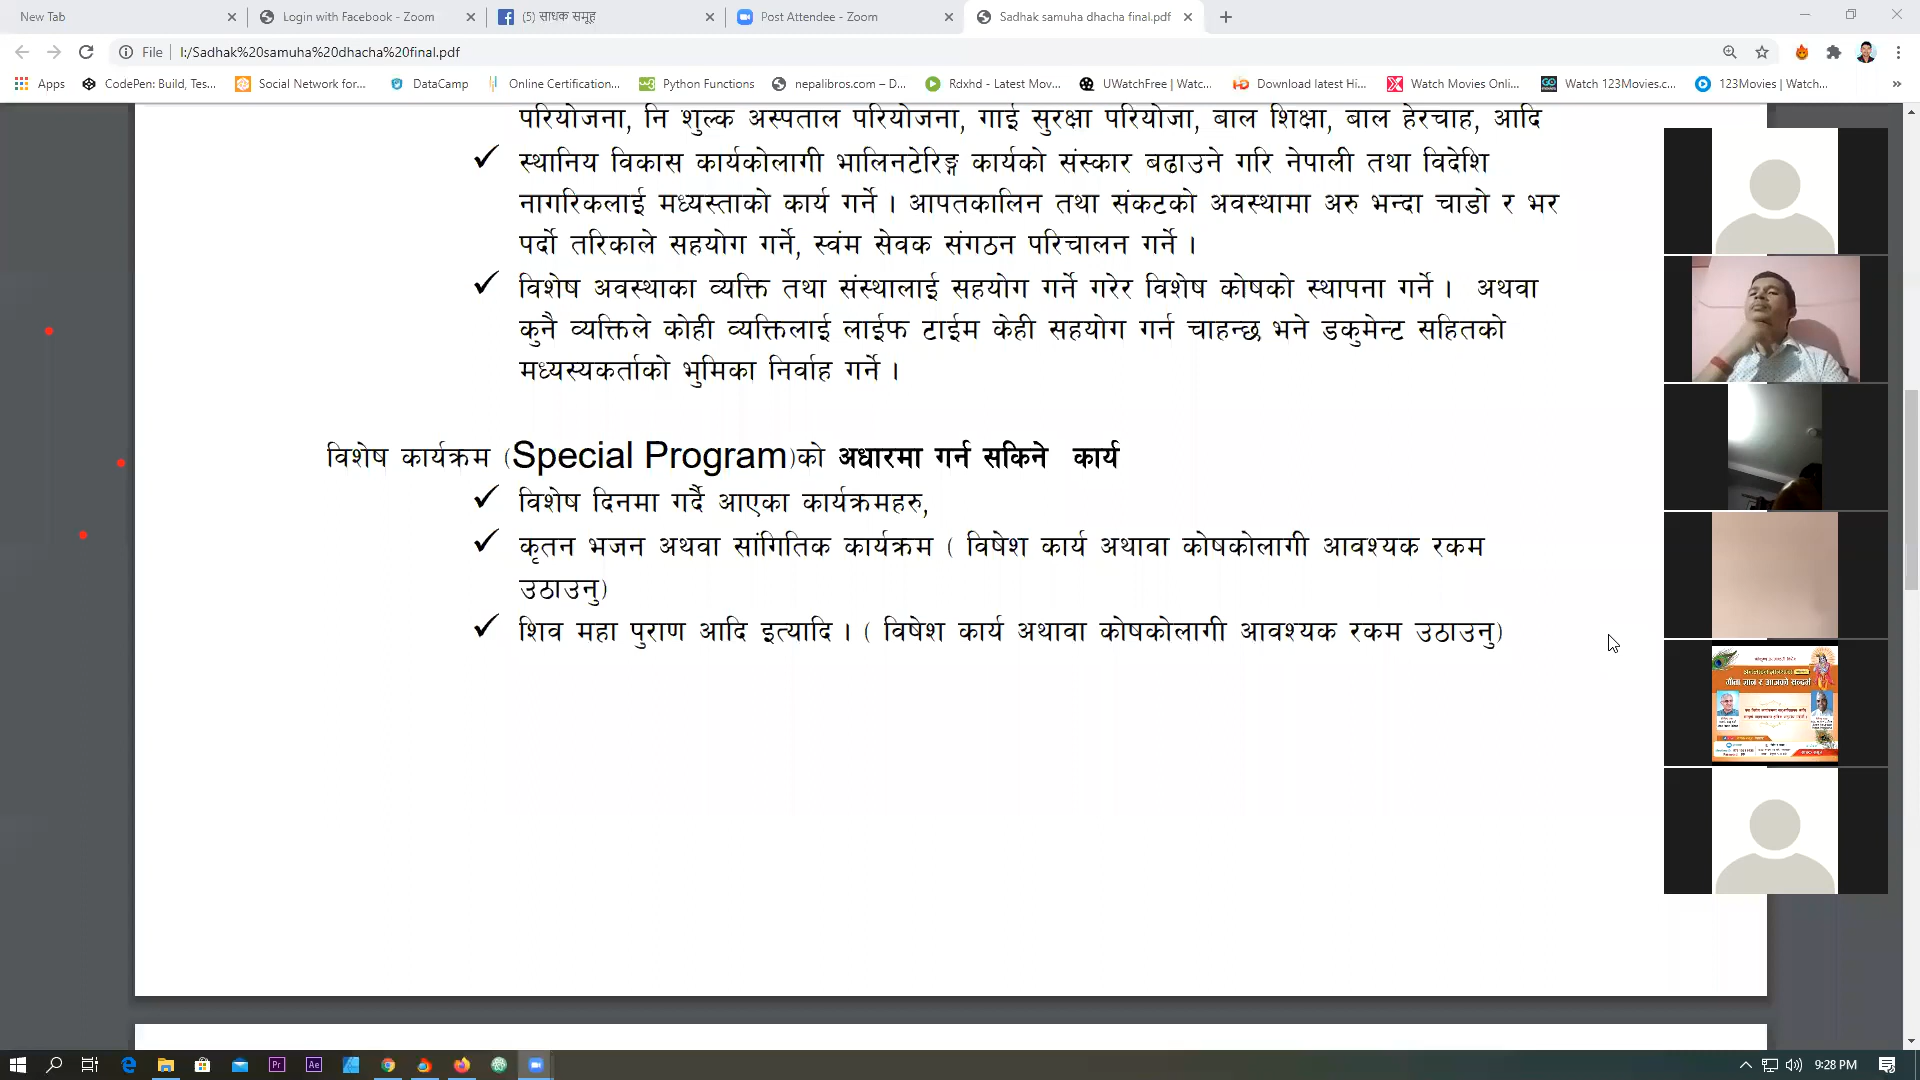 New Tab
Login with Facebook - Zoom
(5) साधक समूह
Post Attendee - Zoom
Sadhak samuha dhacha final.pdf
File
I:/Sadhak%20samuha%20dhacha%20final.pdf
Apps
CodePen: Build, Tes...
Social Network for...
DataCamp
Online Certification...
Python Functions
nepalibros.com – D...
Rdxhd - Latest Mov...
UWatchFree | Watc...
Download latest Hi...
Watch Movies Onli...
Watch 123Movies.c...
123Movies | Watch...
परियोजना, नि शुल्क अस्पताल परियोजना, गाई सुरक्षा परियोजा, बाल शिक्षा, बाल हेरचाह, आदि
✓ स्थानिय विकास कार्यकोलागी भालिनटेरिङ्ग कार्यको संस्कार बढाउने गरि नेपाली तथा विदेशि
नागरिकलाई मध्यस्ताको कार्य गर्ने । आपतकालिन तथा संकटको अवस्थामा अरु भन्दा चाडो र भर
पर्दो तरिकाले सहयोग गर्ने, स्वंम सेवक संगठन परिचालन गर्ने ।
✓ विशेष अवस्थाका व्यक्ति तथा संस्थालाई सहयोग गर्ने गरेर विशेष कोषको स्थापना गर्ने । अथवा
कुनै व्यक्तिले कोही व्यक्तिलाई लाईफ टाईम केही सहयोग गर्न चाहन्छ भने डकुमेन्ट सहितको
मध्यस्यकर्ताको भुमिका निर्वाह गर्ने ।
विशेष कार्यक्रम (Special Program)को अधारमा गर्न सकिने कार्य
✓ विशेष दिनमा गर्दै आएका कार्यक्रमहरु,
✓ कृतन भजन अथवा सांगितिक कार्यक्रम ( विषेश कार्य अथावा कोषकोलागी आवश्यक रकम
उठाउनु)
✓ शिव महा पुराण आदि इत्यादि । ( विषेश कार्य अथावा कोषकोलागी आवश्यक रकम उठाउनु)
गीता मनन र आजको सन्दर्भ
9:28 PM